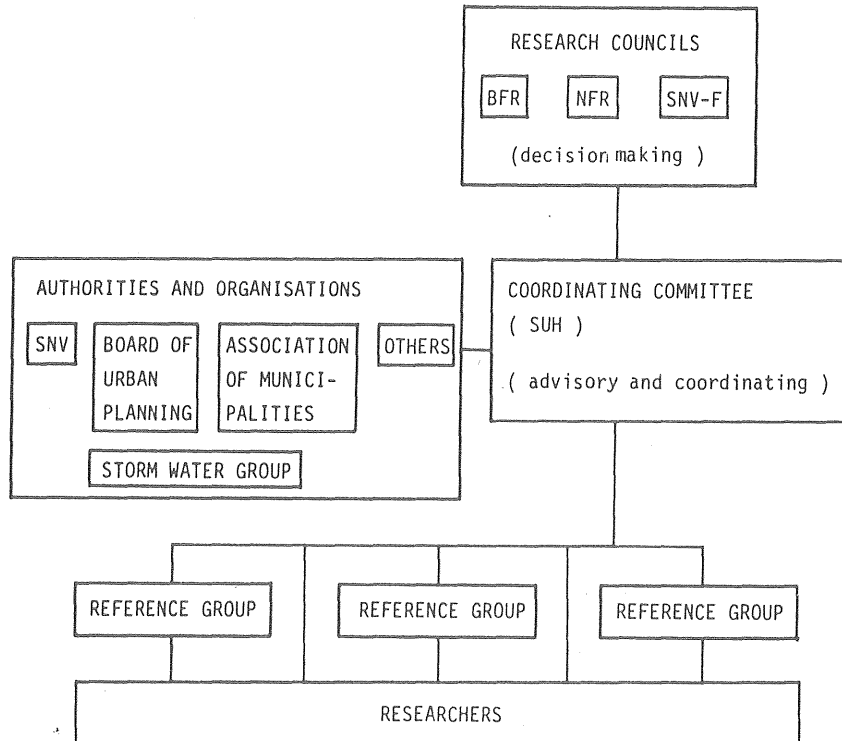 RESEARCH COUNCILS
BFR NFR SNV-F
(decision making )
AUTHORITIES AND ORGANISATIONS
SNV
BOARD OF
URBAN
PLANNING
ASSOCIATION
OF MUNICI-
PALITIES
OTHERS
STORM WATER GROUP
COORDINATING COMMITTEE
( SUH )
( advisory and coordinating )
REFERENCE GROUP
REFERENCE GROUP
REFERENCE GROUP
RESEARCHERS